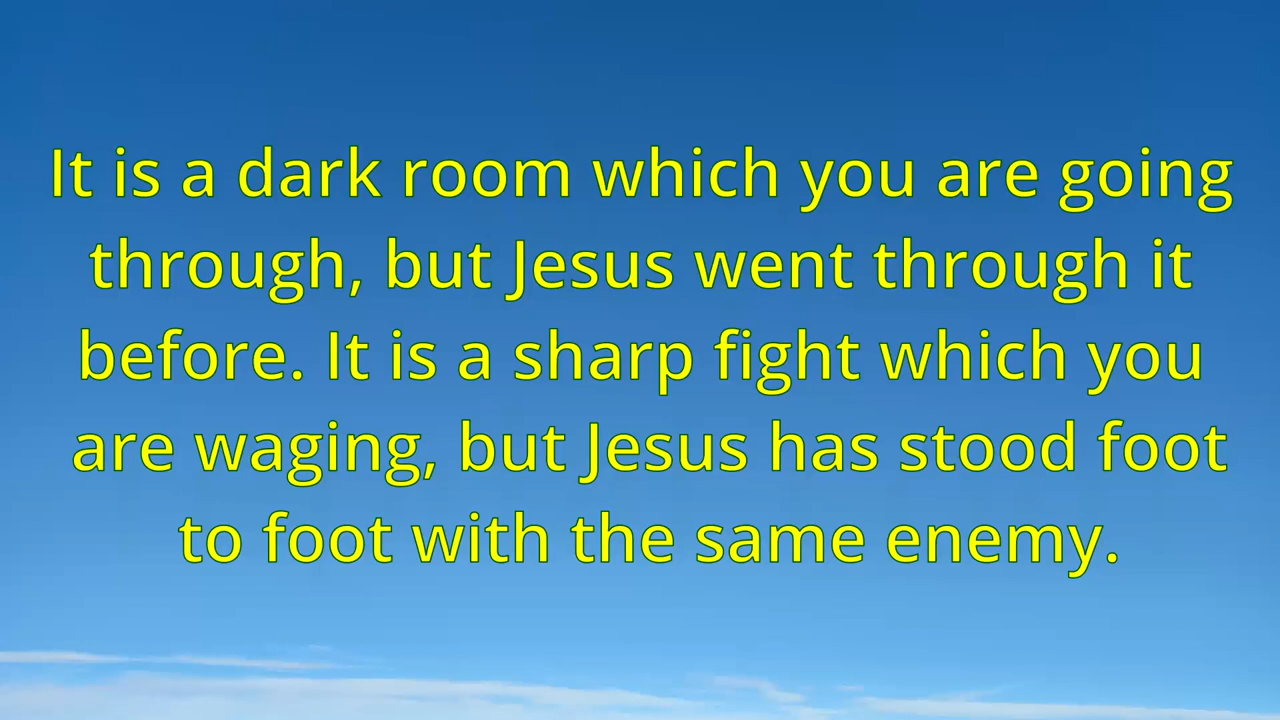 It is a dark room which you are going
through, but Jesus went through it
before. It is a sharp fight which you
are waging, but Jesus has stood foot
to foot with the same enemy.